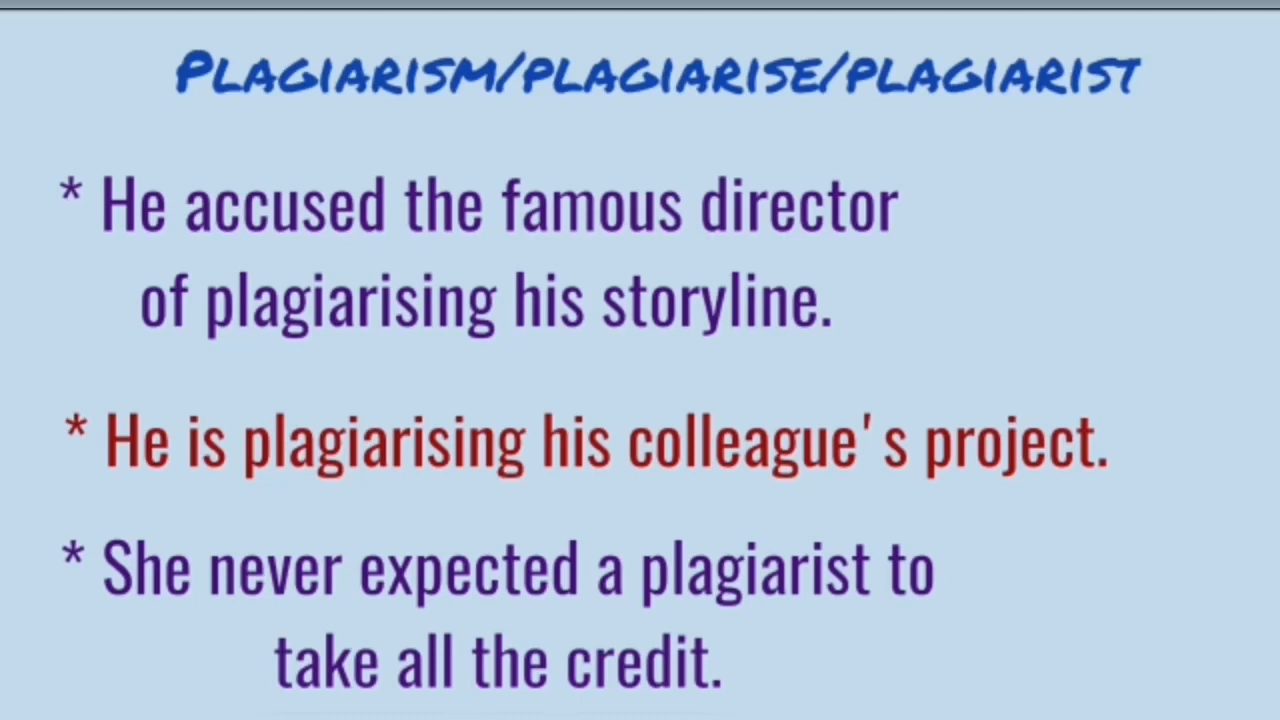 Plagiarism/plagiarise/plagiarist
* He accused the famous director
of plagiarising his storyline.
* He is plagiarising his colleague's project.
* She never expected a plagiarist to
take all the credit.